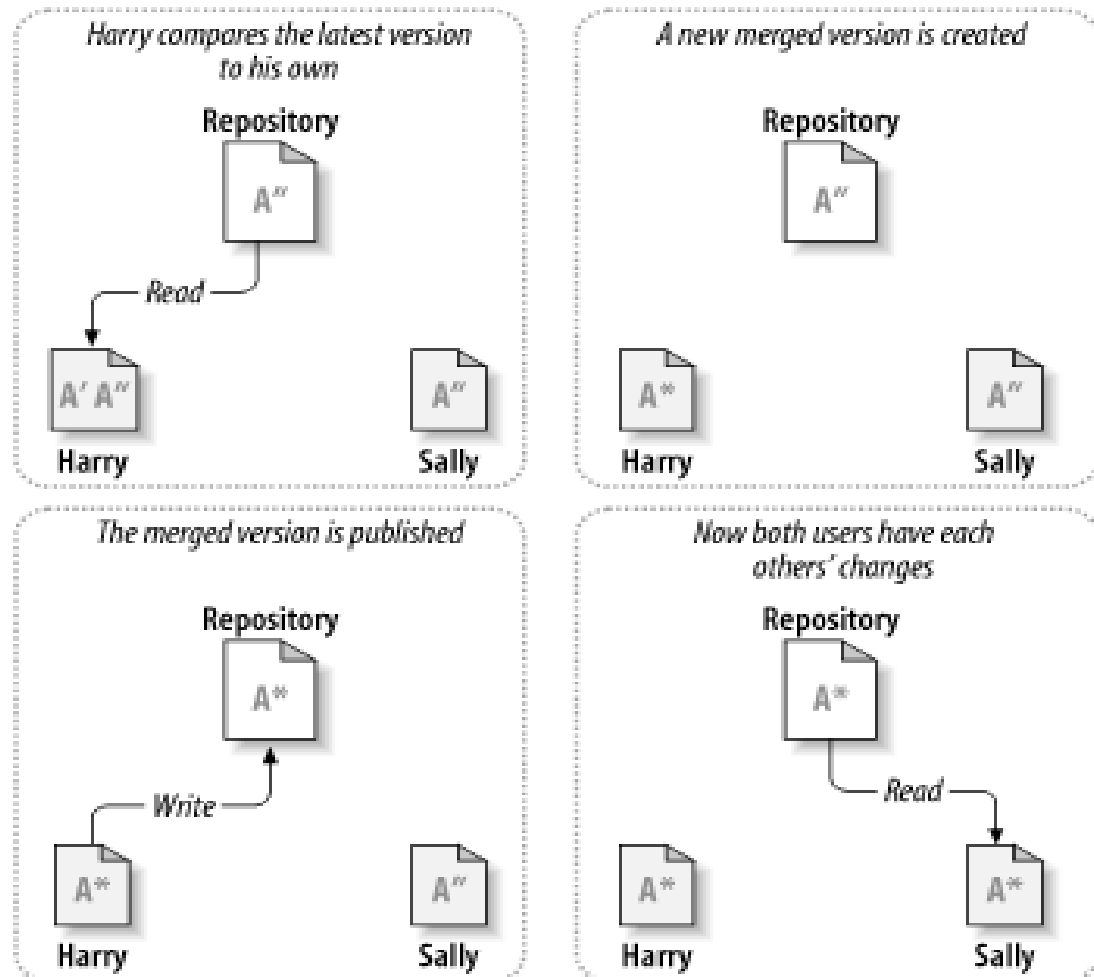 Harry compares the latest version
to his own
Repository
A"
Read
A' A"
A"
Harry
Sally
A new merged version is created
Repository
A"
A*
A"
Harry
Sally
The merged version is published
Repository
A*
Write
A*
A"
Harry
Sally
Now both users have each
others’ changes
Repository
A*
Read
A*
A*
Harry
Sally